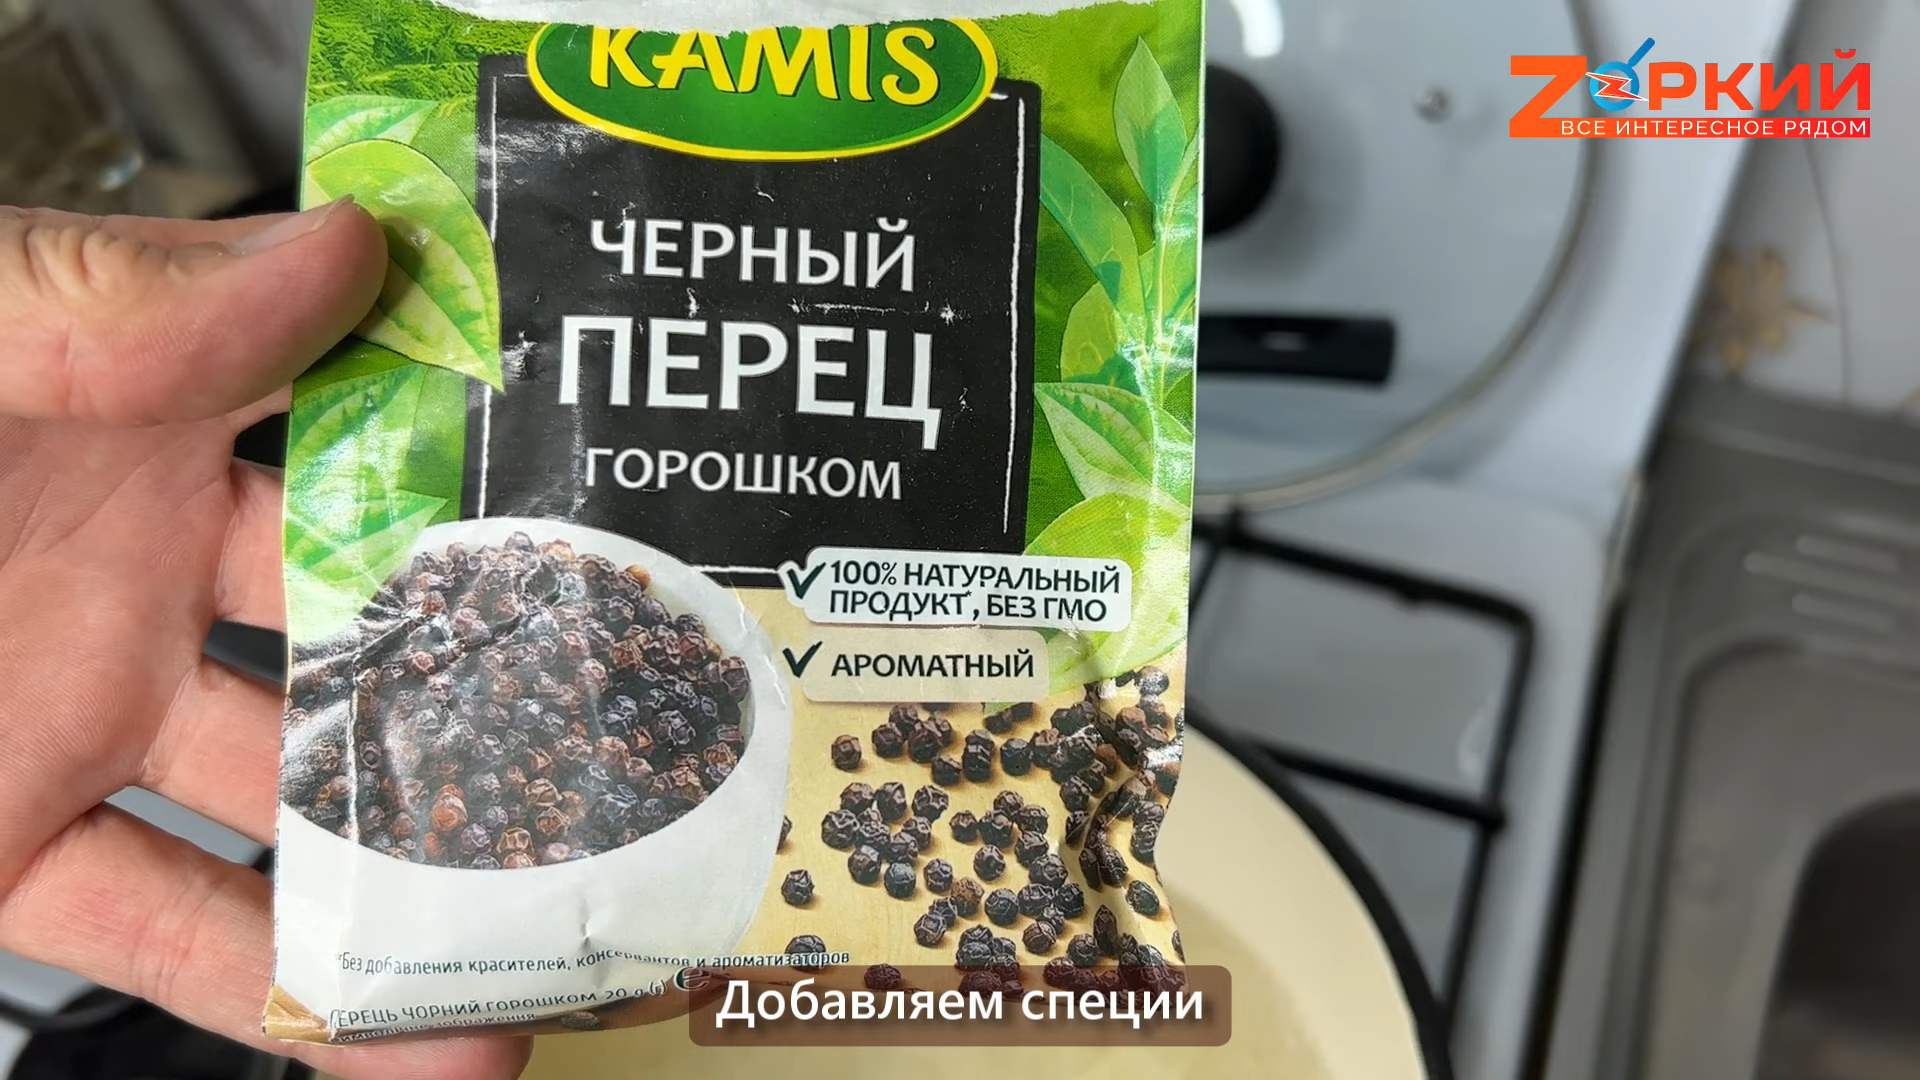 KAMIS
ZОРКИЙ
ВСЕ ИНТЕРЕСНОЕ РЯДОМ
ЧЕРНЫЙ
ПЕРЕЦ
ГОРОШКОМ
100% НАТУРАЛЬНЫЙ
ПРОДУКТ*, БЕЗ ГМО
АРОМАТНЫЙ
*Без добавления красителей, консервантов и ароматизаторов
ПЕРЕЦЬ ЧОРНИЙ ГОРОШКОМ 20 g (г) e
Добавляем специи